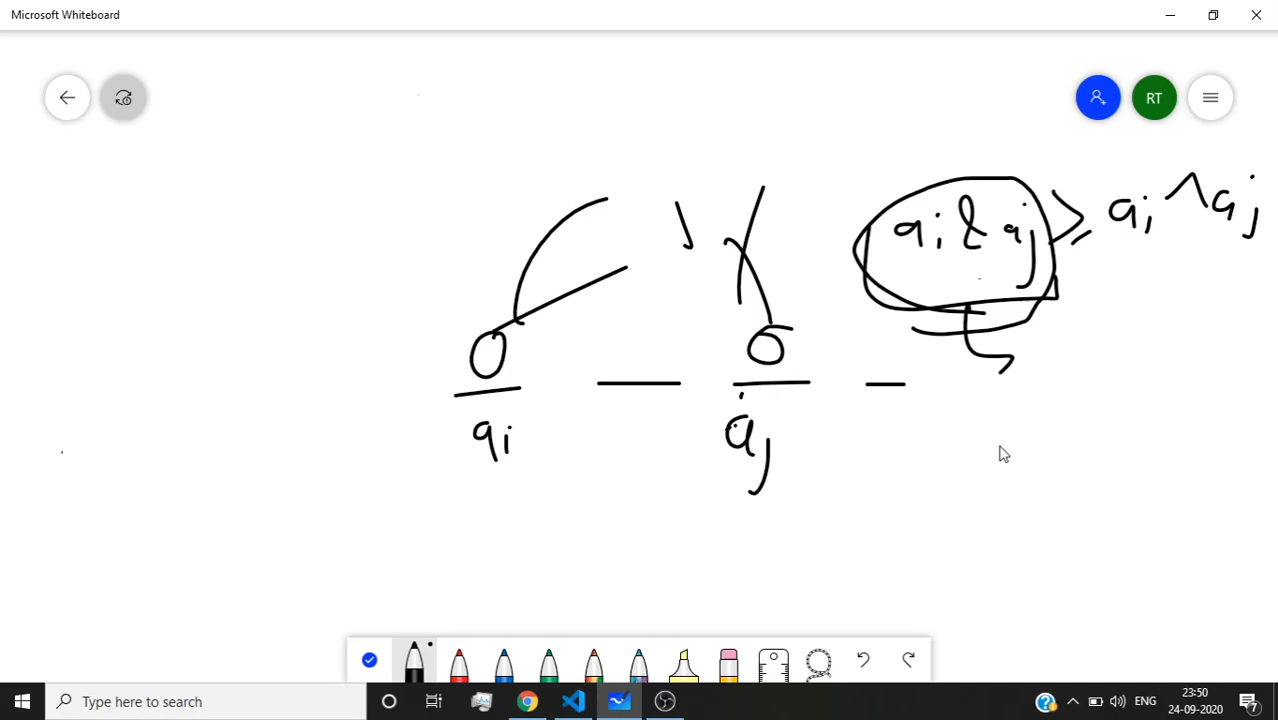 Microsoft Whiteboard
RT
ai & aj ≥ ai ^ aj
0 0
ai aj
Type here to search
ENG
23:50
24-09-2020
7